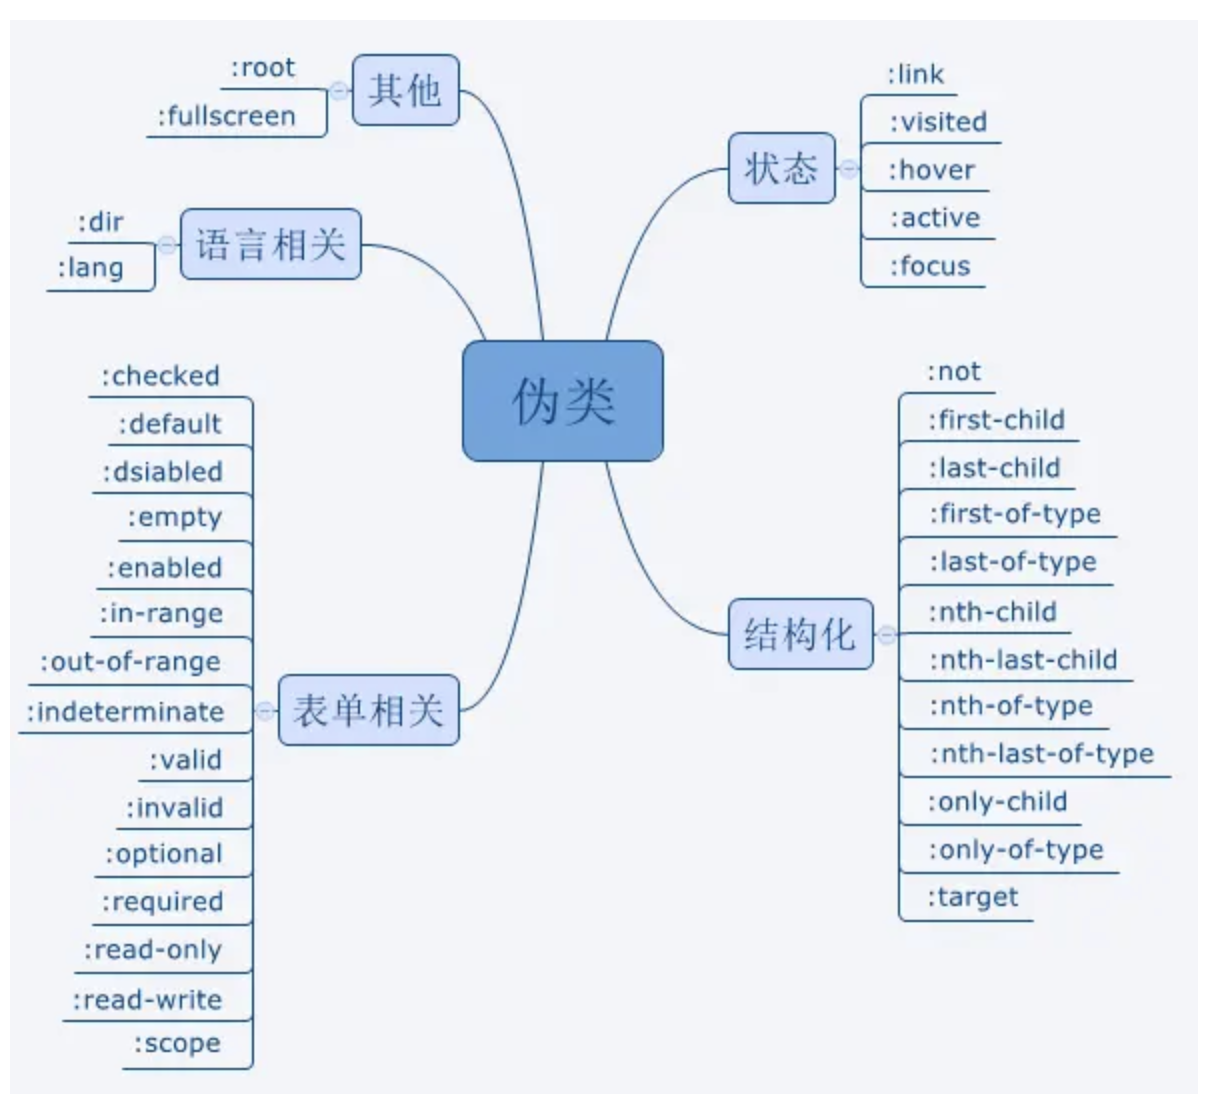 伪类
其他
:root
:fullscreen
语言相关
:dir
:lang
表单相关
:checked
:default
:dsiabled
:empty
:enabled
:in-range
:out-of-range
:indeterminate
:valid
:invalid
:optional
:required
:read-only
:read-write
:scope
状态
:link
:visited
:hover
:active
:focus
结构化
:not
:first-child
:last-child
:first-of-type
:last-of-type
:nth-child
:nth-last-child
:nth-of-type
:nth-last-of-type
:only-child
:only-of-type
:target